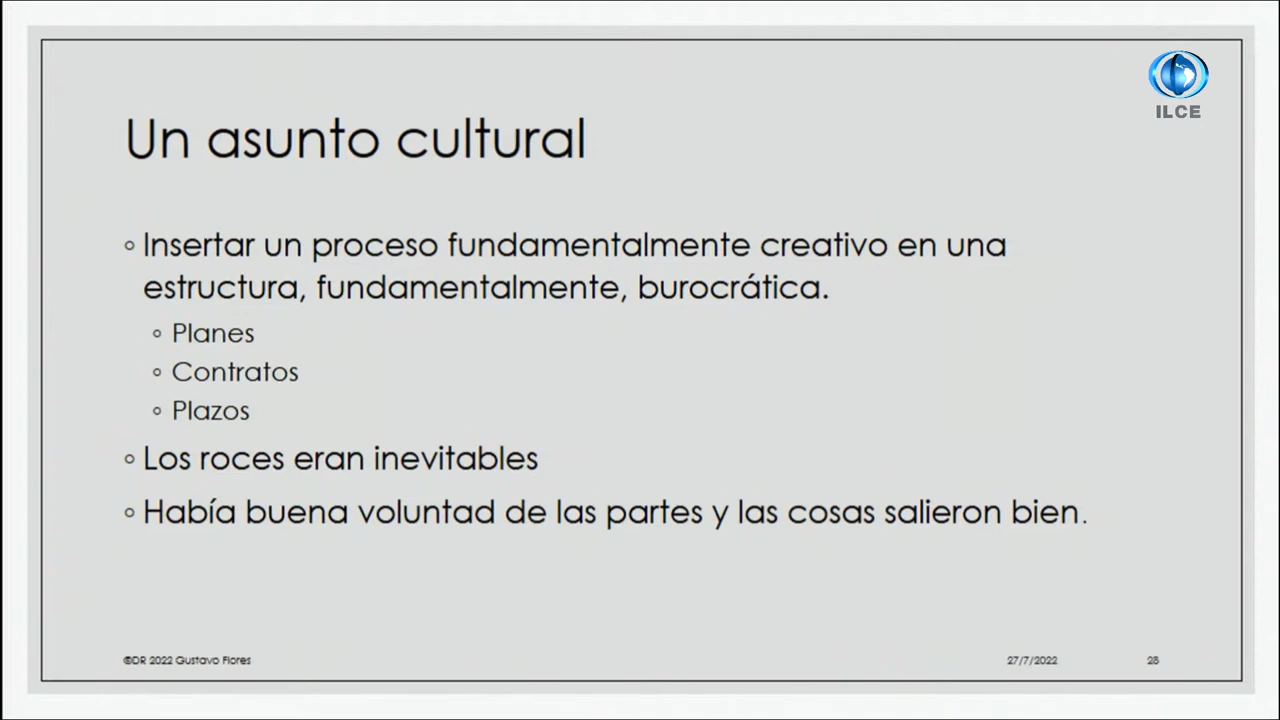 ILCE
Un asunto cultural
◦ Insertar un proceso fundamentalmente creativo en una
estructura, fundamentalmente, burocrática.
◦ Planes
◦ Contratos
◦ Plazos
◦ Los roces eran inevitables
◦ Había buena voluntad de las partes y las cosas salieron bien.
©DR 2022 Gustavo Flores
27/7/2022
28